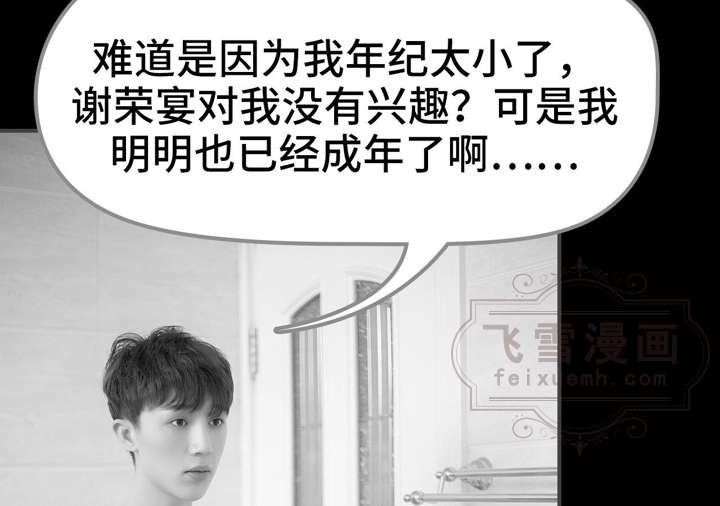 难道是因为我年纪太小了，
谢荣宴对我没有兴趣？可是我
明明也已经成年了啊……
飞雪漫画
feixuemh.com